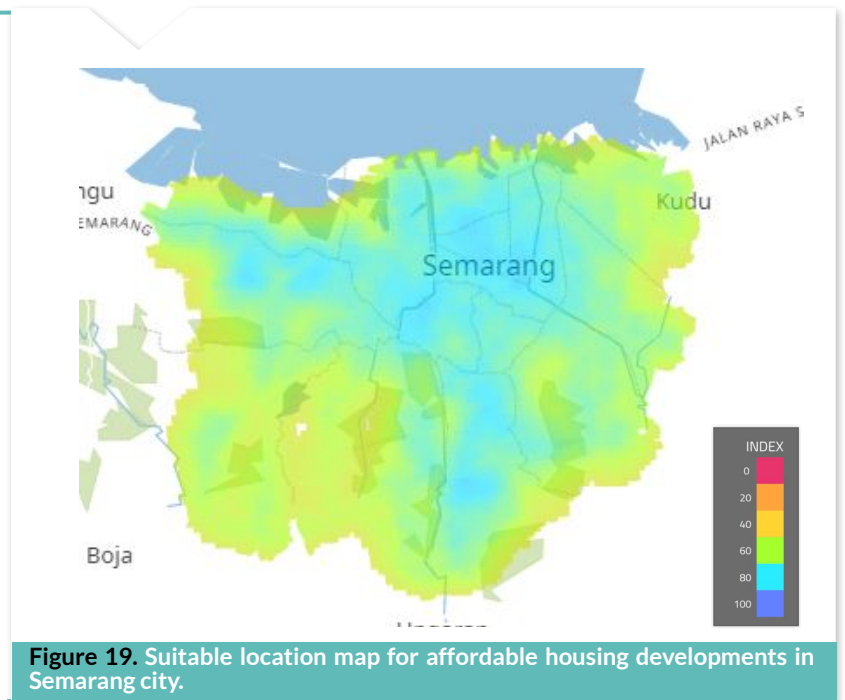 JALAN RAYA S
ngu
Kudu
EMARANG
Semarang
INDEX
0
20
40
60
80
100
Boja
Figure 19. Suitable location map for affordable housing developments in
Semarang city.